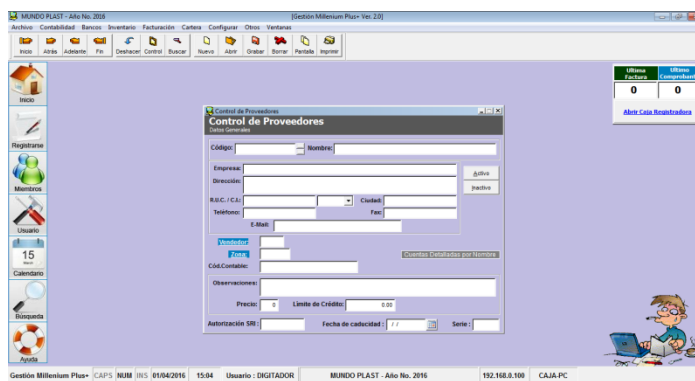 MUNDO PLAST - Año No. 2016 [Gestión Millenium Plus+ Ver. 2.0]
Archivo Contabilidad Bancos Inventario Facturación Cartera Configurar Otros Ventanas
Inicio Atrás Adelante Fin Deshacer Control Buscar Nuevo Abrir Grabar Borrar Pantalla Imprimir
Ultima Factura Ultimo Comprobant
0 0
Abrir Caja Registradora
Inicio
Registrarse
Miembros
Usuario
15
Calendario
Búsqueda
Ayuda
Control de Proveedores
Control de Proveedores
Datos Generales
Código: Nombre:
Empresa:
Activo
Dirección:
Inactivo
R.U.C. / C.I.: Ciudad:
Teléfono: Fax:
E-Mail:
Vendedor:
Zona: Cuentas Detalladas por Nombre
Cód.Contable:
Observaciones:
Precio: 0 Límite de Crédito: 0.00
Autorización SRI : Fecha de caducidad : / / Serie :
Gestión Millenium Plus+ CAPS NUM INS 01/04/2016 15:04 Usuario : DIGITADOR MUNDO PLAST - Año No. 2016 192.168.0.100 CAJA-PC